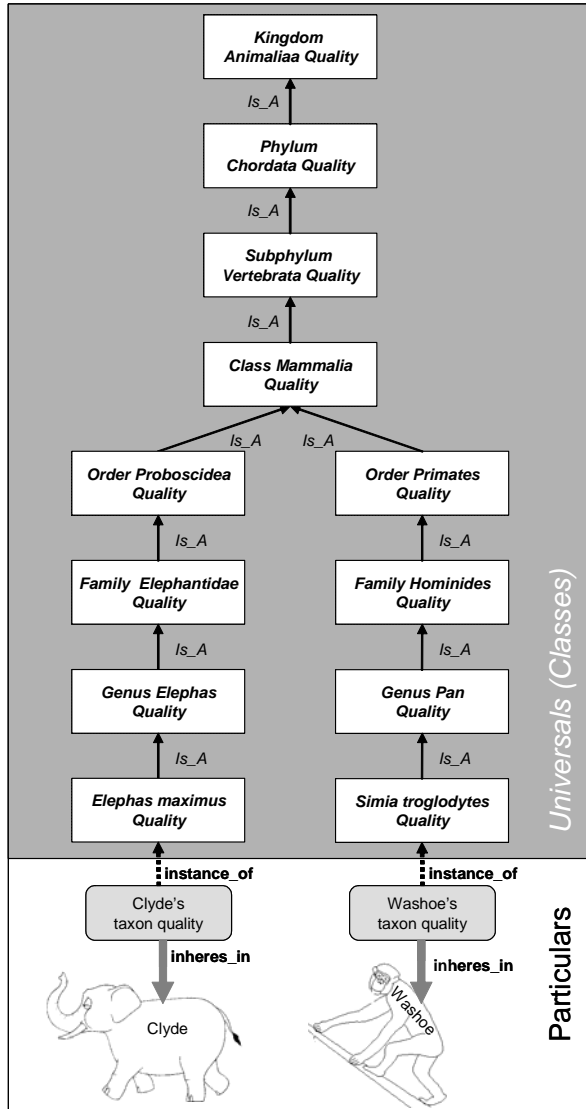 Kingdom
Animaliaa Quality
Is_A
Phylum
Chordata Quality
Is_A
Subphylum
Vertebrata Quality
Is_A
Class Mammalia
Quality
Is_A
Is_A
Order Proboscidea
Quality
Order Primates
Quality
Is_A
Is_A
Family Elephantidae
Quality
Family Hominides
Quality
Is_A
Is_A
Genus Elephas
Quality
Genus Pan
Quality
Is_A
Is_A
Elephas maximus
Quality
Simia troglodytes
Quality
Universals (Classes)
instance_of
instance_of
Clyde's
taxon quality
Washoe's
taxon quality
inheres_in
inheres_in
Clyde
Washoe
Particulars